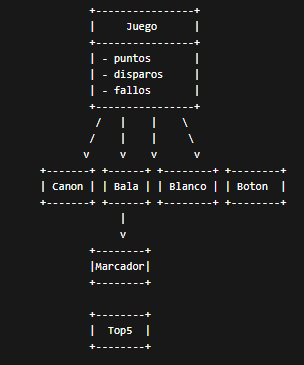 Juego
- puntos
- disparos
- fallos
Canon Bala Blanco Boton
Marcador
Top5